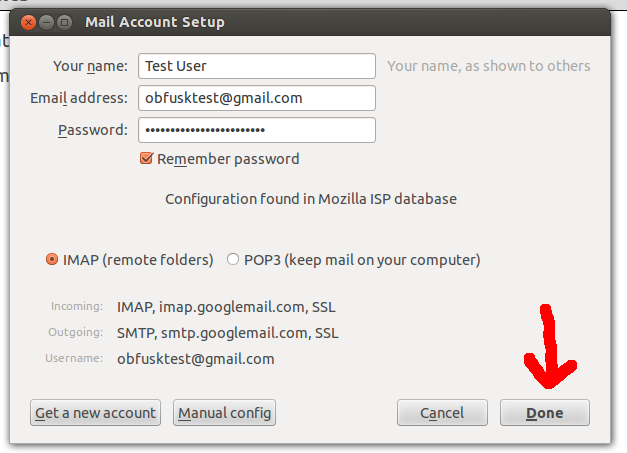 Mail Account Setup
Your name: Test User Your name, as shown to others
Email address: obfusktest@gmail.com
Password: ••••••••••••••••••••••••
Remember password
Configuration found in Mozilla ISP database
IMAP (remote folders) POP3 (keep mail on your computer)
Incoming: IMAP, imap.googlemail.com, SSL
Outgoing: SMTP, smtp.googlemail.com, SSL
Username: obfusktest@gmail.com
Get a new account Manual config Cancel Done